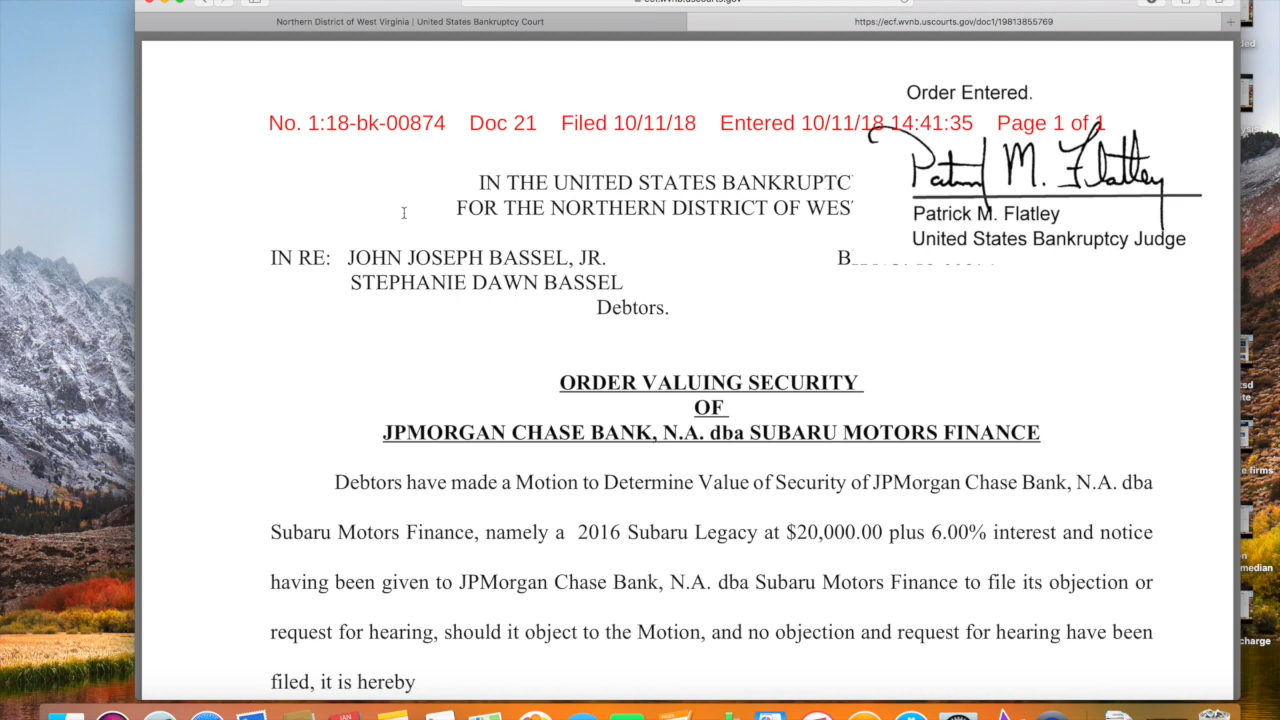 Northern District of West Virginia | United States Bankruptcy Court
https://ecf.wvnb.uscourts.gov/doc1/19813855769
Order Entered.
No. 1:18-bk-00874 Doc 21 Filed 10/11/18 Entered 10/11/18 14:41:35 Page 1 of 1
Patrick M. Flatley
IN THE UNITED STATES BANKRUPTC
FOR THE NORTHERN DISTRICT OF WES
Patrick M. Flatley
United States Bankruptcy Judge
IN RE: JOHN JOSEPH BASSEL, JR.
STEPHANIE DAWN BASSEL
Debtors.
ORDER VALUING SECURITY
OF
JPMORGAN CHASE BANK, N.A. dba SUBARU MOTORS FINANCE
Debtors have made a Motion to Determine Value of Security of JPMorgan Chase Bank, N.A. dba
Subaru Motors Finance, namely a 2016 Subaru Legacy at $20,000.00 plus 6.00% interest and notice
having been given to JPMorgan Chase Bank, N.A. dba Subaru Motors Finance to file its objection or
request for hearing, should it object to the Motion, and no objection and request for hearing have been
filed, it is hereby